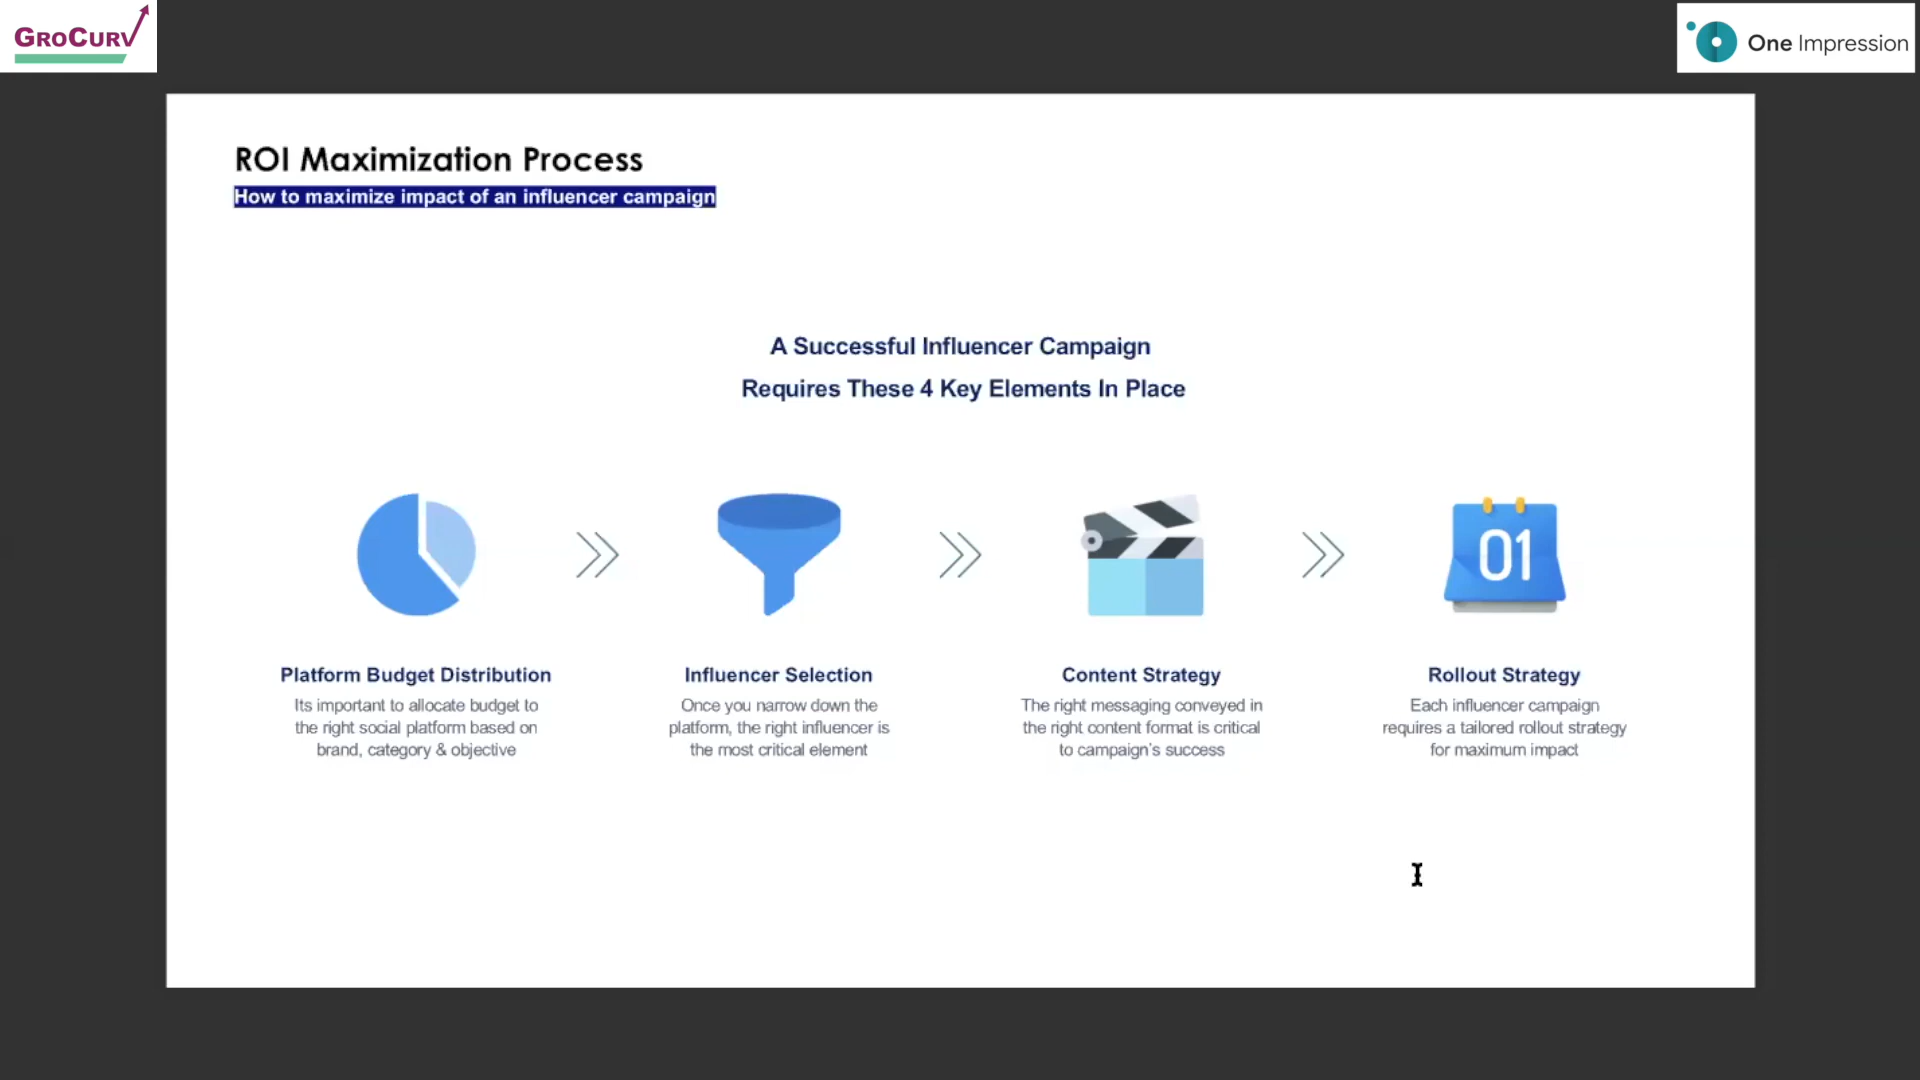 GROCURV
One Impression
ROI Maximization Process
How to maximize impact of an influencer campaign
A Successful Influencer Campaign
Requires These 4 Key Elements In Place
01
Platform Budget Distribution
Its important to allocate budget to
the right social platform based on
brand, category & objective
Influencer Selection
Once you narrow down the
platform, the right influencer is
the most critical element
Content Strategy
The right messaging conveyed in
the right content format is critical
to campaign's success
Rollout Strategy
Each influencer campaign
requires a tailored rollout strategy
for maximum impact